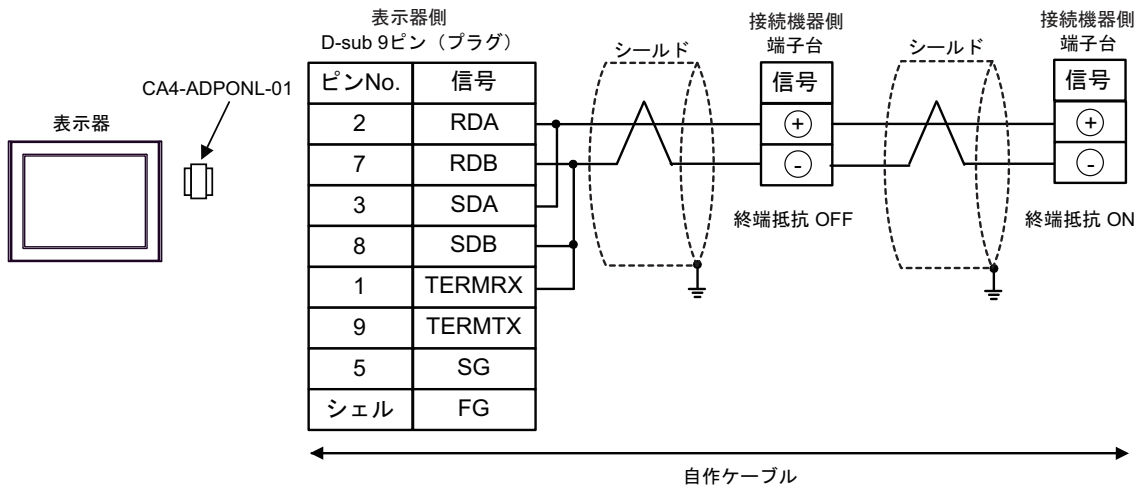 表示器
CA4-ADPONL-01
表示器側
D-sub 9ピン（プラグ）
ピンNo. 信号
2 RDA
7 RDB
3 SDA
8 SDB
1 TERMRX
9 TERMTX
5 SG
シェル FG
シールド
接続機器側
端子台
信号
+
-
終端抵抗 OFF
シールド
接続機器側
端子台
信号
+
-
終端抵抗 ON
自作ケーブル